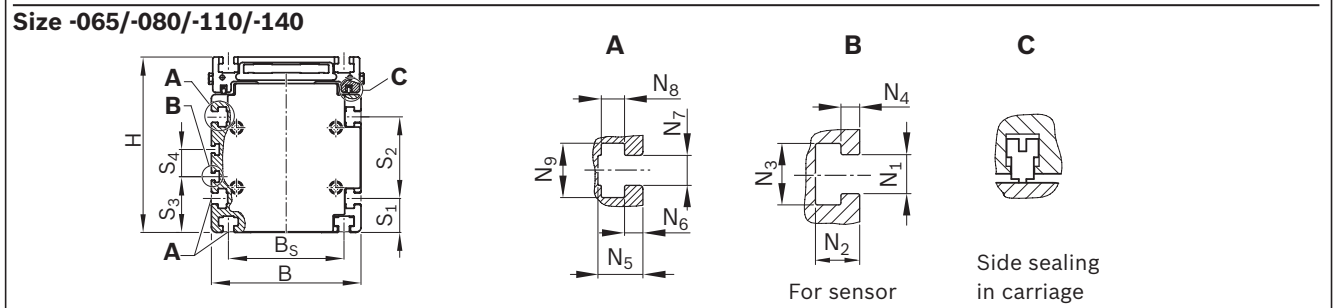 Size -065/-080/-110/-140
A
B
C
A
B
A
C
H
S₄
S₃
S₂
S₁
Bₛ
B
N₈
N₇
N₉
N₆
N₅
N₄
N₃
N₁
N₂
For sensor
Side sealing
in carriage